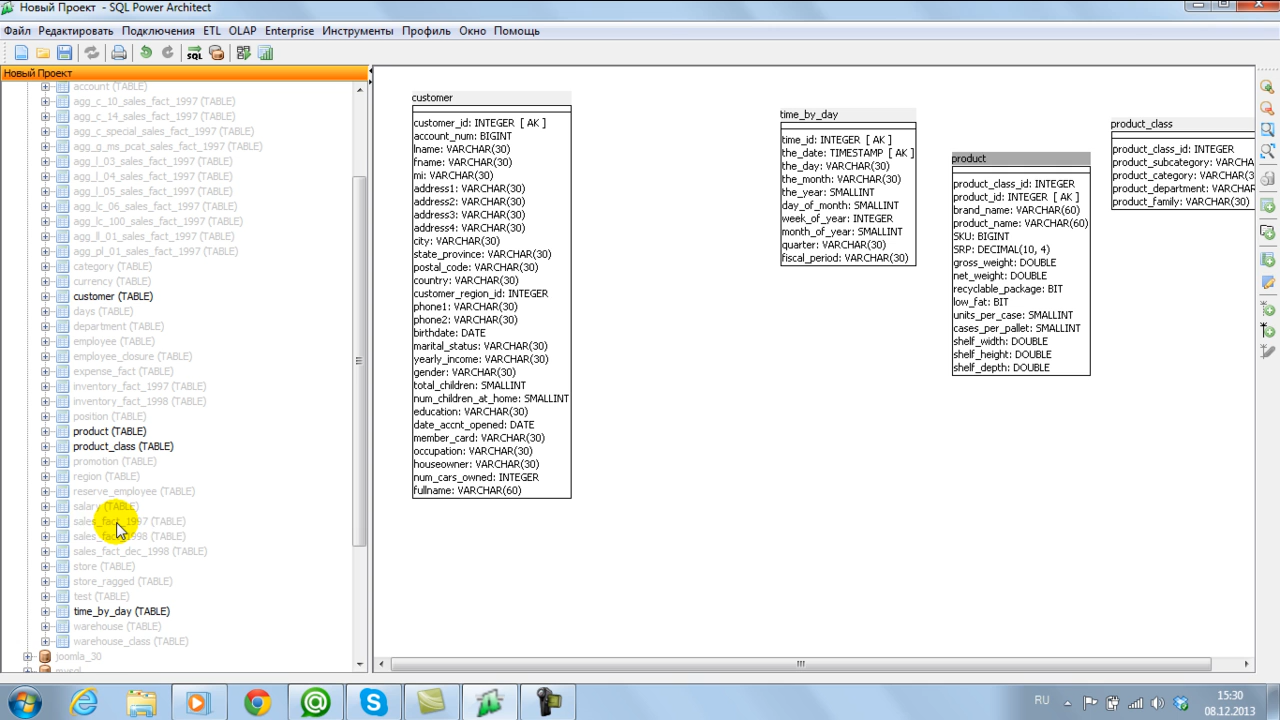 Новый Проект - SQL Power Architect
Файл Редактировать Подключения ETL OLAP Enterprise Инструменты Профиль Окно Помощь
SQL
Новый Проект
account (TABLE)
agg_c_10_sales_fact_1997 (TABLE)
agg_c_14_sales_fact_1997 (TABLE)
agg_c_special_sales_fact_1997 (TABLE)
agg_g_ms_pcat_sales_fact_1997 (TABLE)
agg_l_03_sales_fact_1997 (TABLE)
agg_l_04_sales_fact_1997 (TABLE)
agg_l_05_sales_fact_1997 (TABLE)
agg_lc_06_sales_fact_1997 (TABLE)
agg_lc_100_sales_fact_1997 (TABLE)
agg_ll_01_sales_fact_1997 (TABLE)
agg_pl_01_sales_fact_1997 (TABLE)
category (TABLE)
currency (TABLE)
customer (TABLE)
days (TABLE)
department (TABLE)
employee (TABLE)
employee_closure (TABLE)
expense_fact (TABLE)
inventory_fact_1997 (TABLE)
inventory_fact_1998 (TABLE)
position (TABLE)
product (TABLE)
product_class (TABLE)
promotion (TABLE)
region (TABLE)
reserve_employee (TABLE)
salary (TABLE)
sales_fact_1997 (TABLE)
sales_fact_1998 (TABLE)
sales_fact_dec_1998 (TABLE)
store (TABLE)
store_ragged (TABLE)
test (TABLE)
time_by_day (TABLE)
warehouse (TABLE)
warehouse_class (TABLE)
joomla_30
mysql
customer
customer_id: INTEGER [ AK ]
account_num: BIGINT
lname: VARCHAR(30)
fname: VARCHAR(30)
mi: VARCHAR(30)
address1: VARCHAR(30)
address2: VARCHAR(30)
address3: VARCHAR(30)
address4: VARCHAR(30)
city: VARCHAR(30)
state_province: VARCHAR(30)
postal_code: VARCHAR(30)
country: VARCHAR(30)
customer_region_id: INTEGER
phone1: VARCHAR(30)
phone2: VARCHAR(30)
birthdate: DATE
marital_status: VARCHAR(30)
yearly_income: VARCHAR(30)
gender: VARCHAR(30)
total_children: SMALLINT
num_children_at_home: SMALLINT
education: VARCHAR(30)
date_accnt_opened: DATE
member_card: VARCHAR(30)
occupation: VARCHAR(30)
houseowner: VARCHAR(30)
num_cars_owned: INTEGER
fullname: VARCHAR(60)
time_by_day
time_id: INTEGER [ AK ]
the_date: TIMESTAMP [ AK ]
the_day: VARCHAR(30)
the_month: VARCHAR(30)
the_year: SMALLINT
day_of_month: SMALLINT
week_of_year: INTEGER
month_of_year: SMALLINT
quarter: VARCHAR(30)
fiscal_period: VARCHAR(30)
product
product_class_id: INTEGER
product_id: INTEGER [ AK ]
brand_name: VARCHAR(60)
product_name: VARCHAR(60)
SKU: BIGINT
SRP: DECIMAL(10, 4)
gross_weight: DOUBLE
net_weight: DOUBLE
recyclable_package: BIT
low_fat: BIT
units_per_case: SMALLINT
cases_per_pallet: SMALLINT
shelf_width: DOUBLE
shelf_height: DOUBLE
shelf_depth: DOUBLE
product_class
product_class_id: INTEGER
product_subcategory: VARCHA
product_category: VARCHAR(3
product_department: VARCHAR
product_family: VARCHAR(30)
RU
15:30
08.12.2013